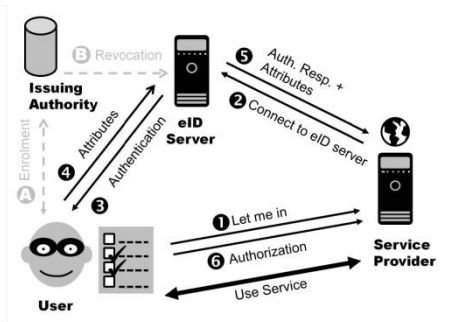 B Revocation
Issuing
Authority
eID
Server
5 Auth. Resp. +
Attributes
2 Connect to eID server
A Enrolment
4 Attributes
Authentication
3
1 Let me in
6 Authorization
Use Service
Service
Provider
User